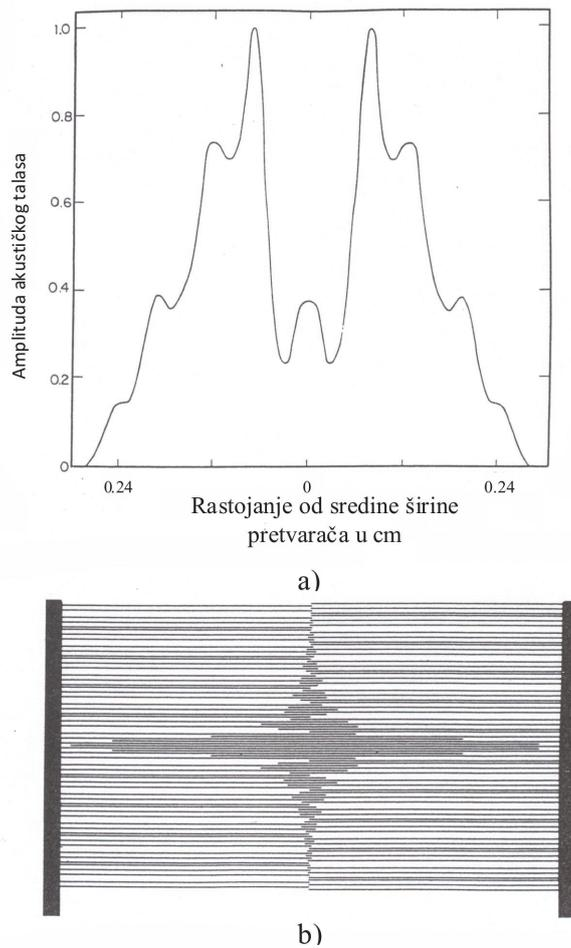 Amplituda akustičkog talasa
1.0
0.8
0.6
0.4
0.2
0
0.24
0
0.24
Rastojanje od sredine širine
pretvarača u cm
a)
b)